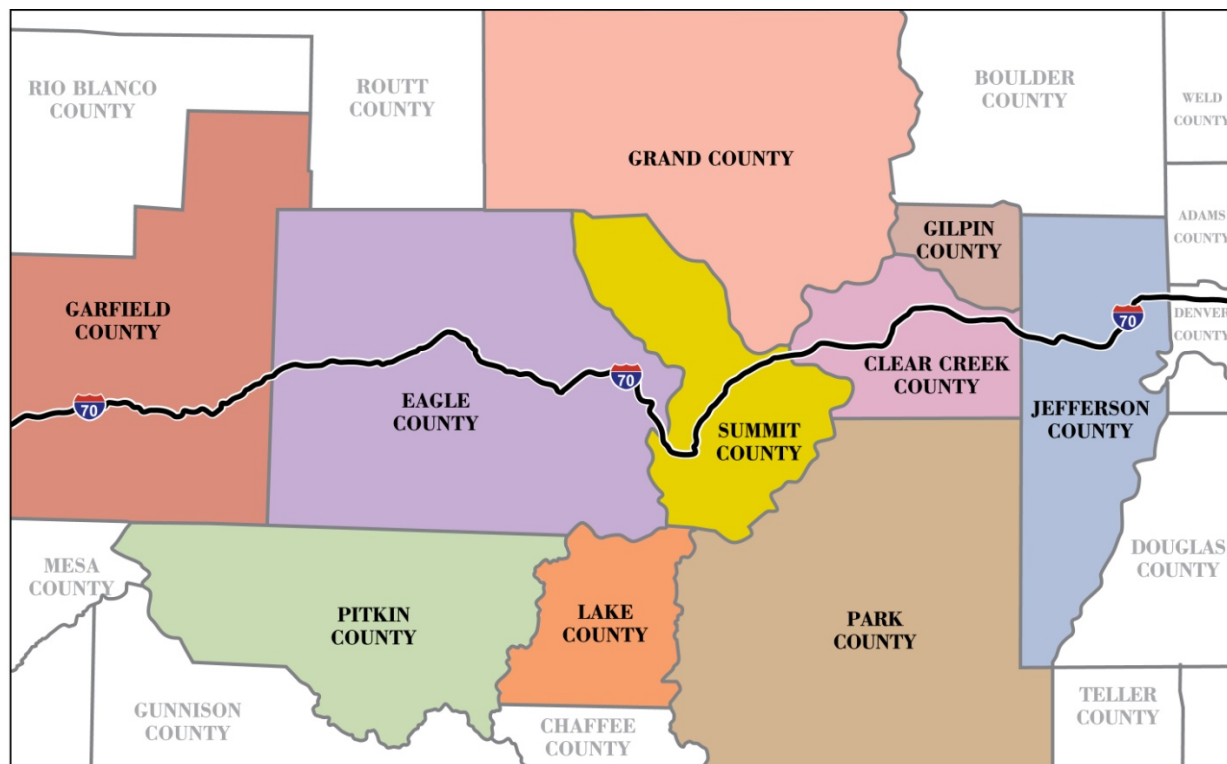 RIO BLANCO
COUNTY
ROUTT
COUNTY
BOULDER
COUNTY
WELD
COUNTY
GRAND COUNTY
ADAMS
COUNTY
GILPIN
COUNTY
GARFIELD
COUNTY
DENVER
COUNTY
70
CLEAR CREEK
COUNTY
70
70
EAGLE
COUNTY
SUMMIT
COUNTY
JEFFERSON
COUNTY
MESA
COUNTY
DOUGLAS
COUNTY
PITKIN
COUNTY
LAKE
COUNTY
PARK
COUNTY
GUNNISON
COUNTY
CHAFFEE
COUNTY
TELLER
COUNTY